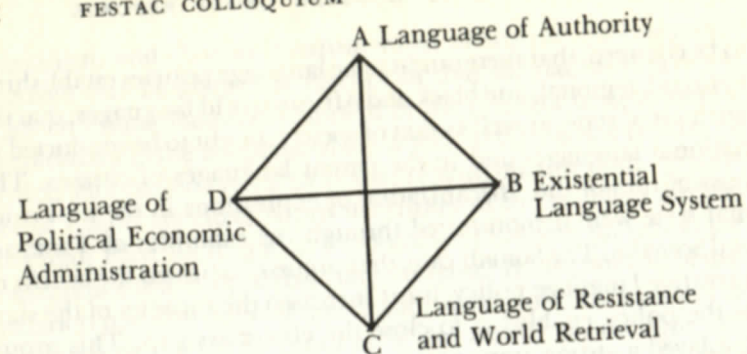 FESTAC COLLOQUIUM
A Language of Authority
B Existential
Language System
Language of D
Political Economic
Administration
Language of Resistance
and World Retrieval
C